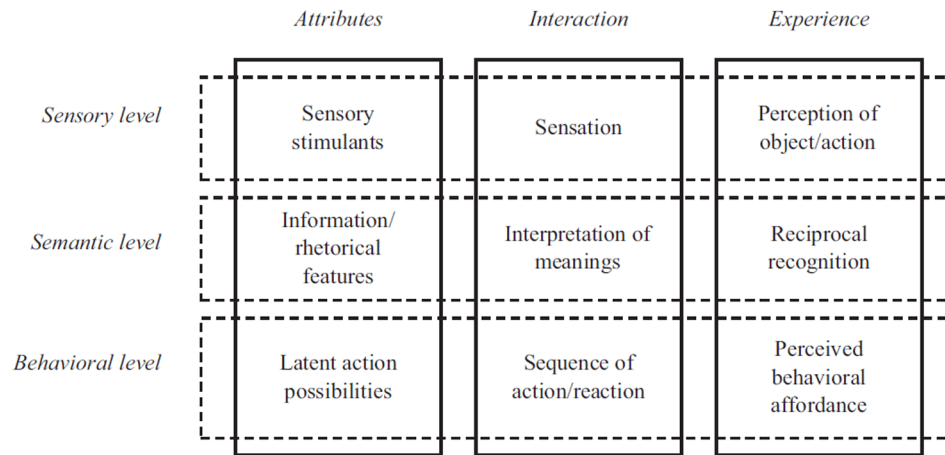 Attributes
Interaction
Experience
Sensory level
Sensory
stimulants
Sensation
Perception of
object/action
Semantic level
Information/
rhetorical
features
Interpretation of
meanings
Reciprocal
recognition
Behavioral level
Latent action
possibilities
Sequence of
action/reaction
Perceived
behavioral
affordance